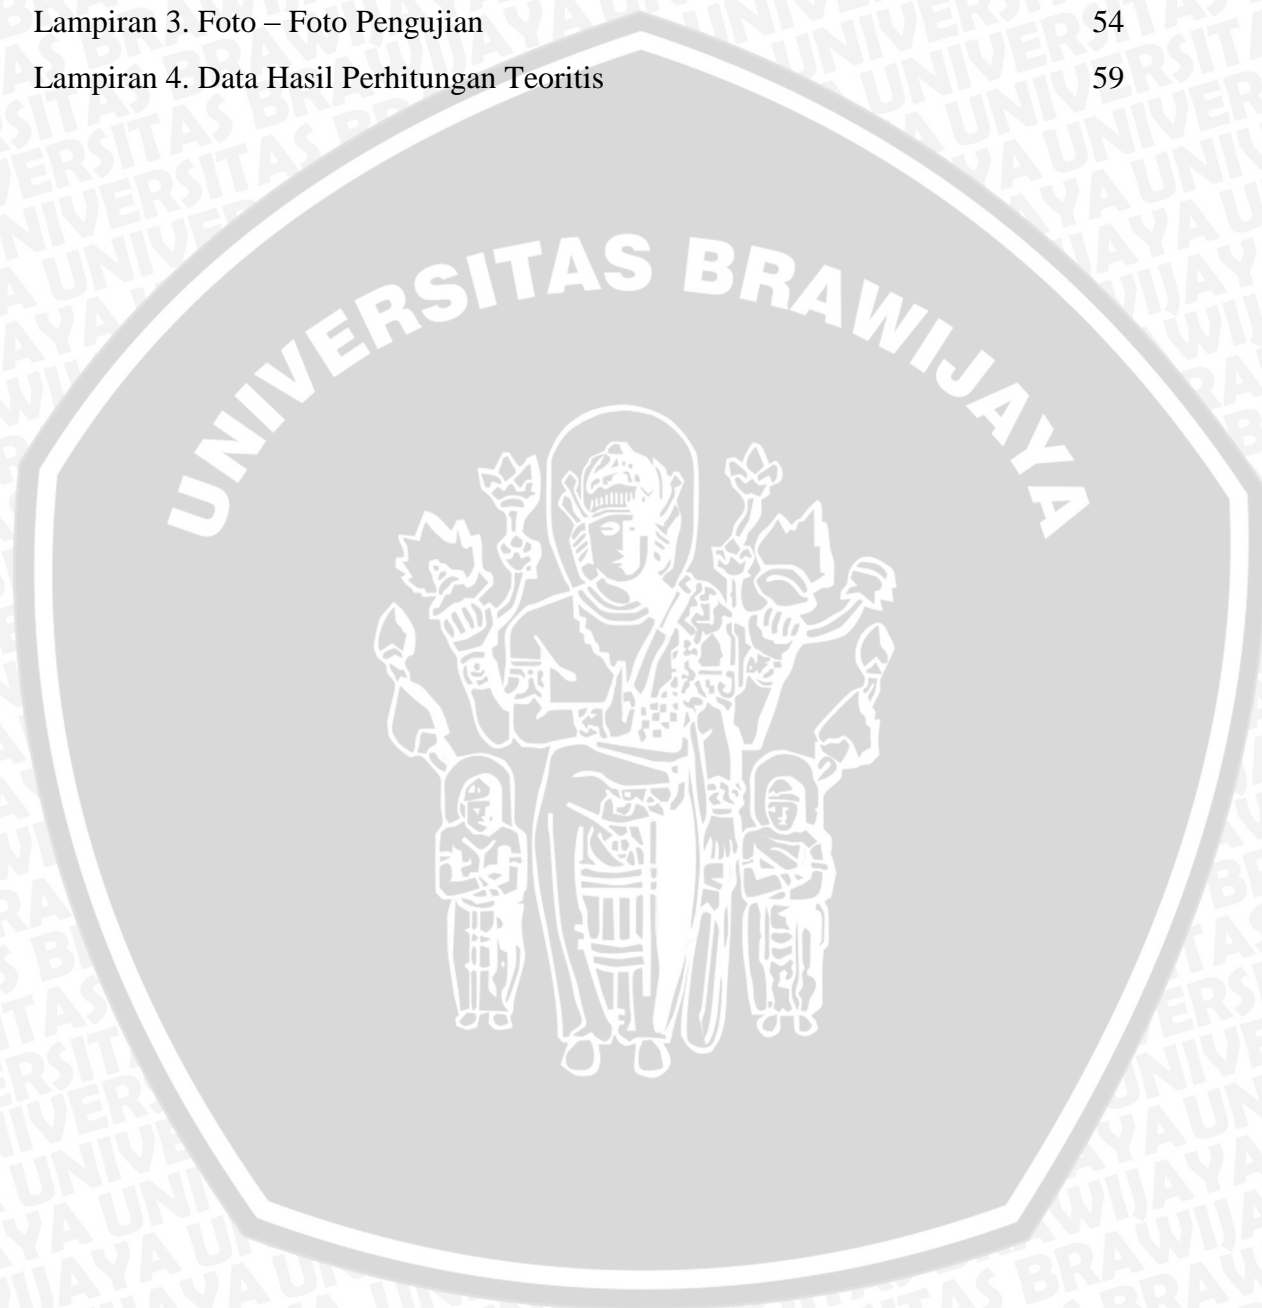 Lampiran 3. Foto – Foto Pengujian 54
Lampiran 4. Data Hasil Perhitungan Teoritis 59
UNIVERSITAS BRAWIJAYA